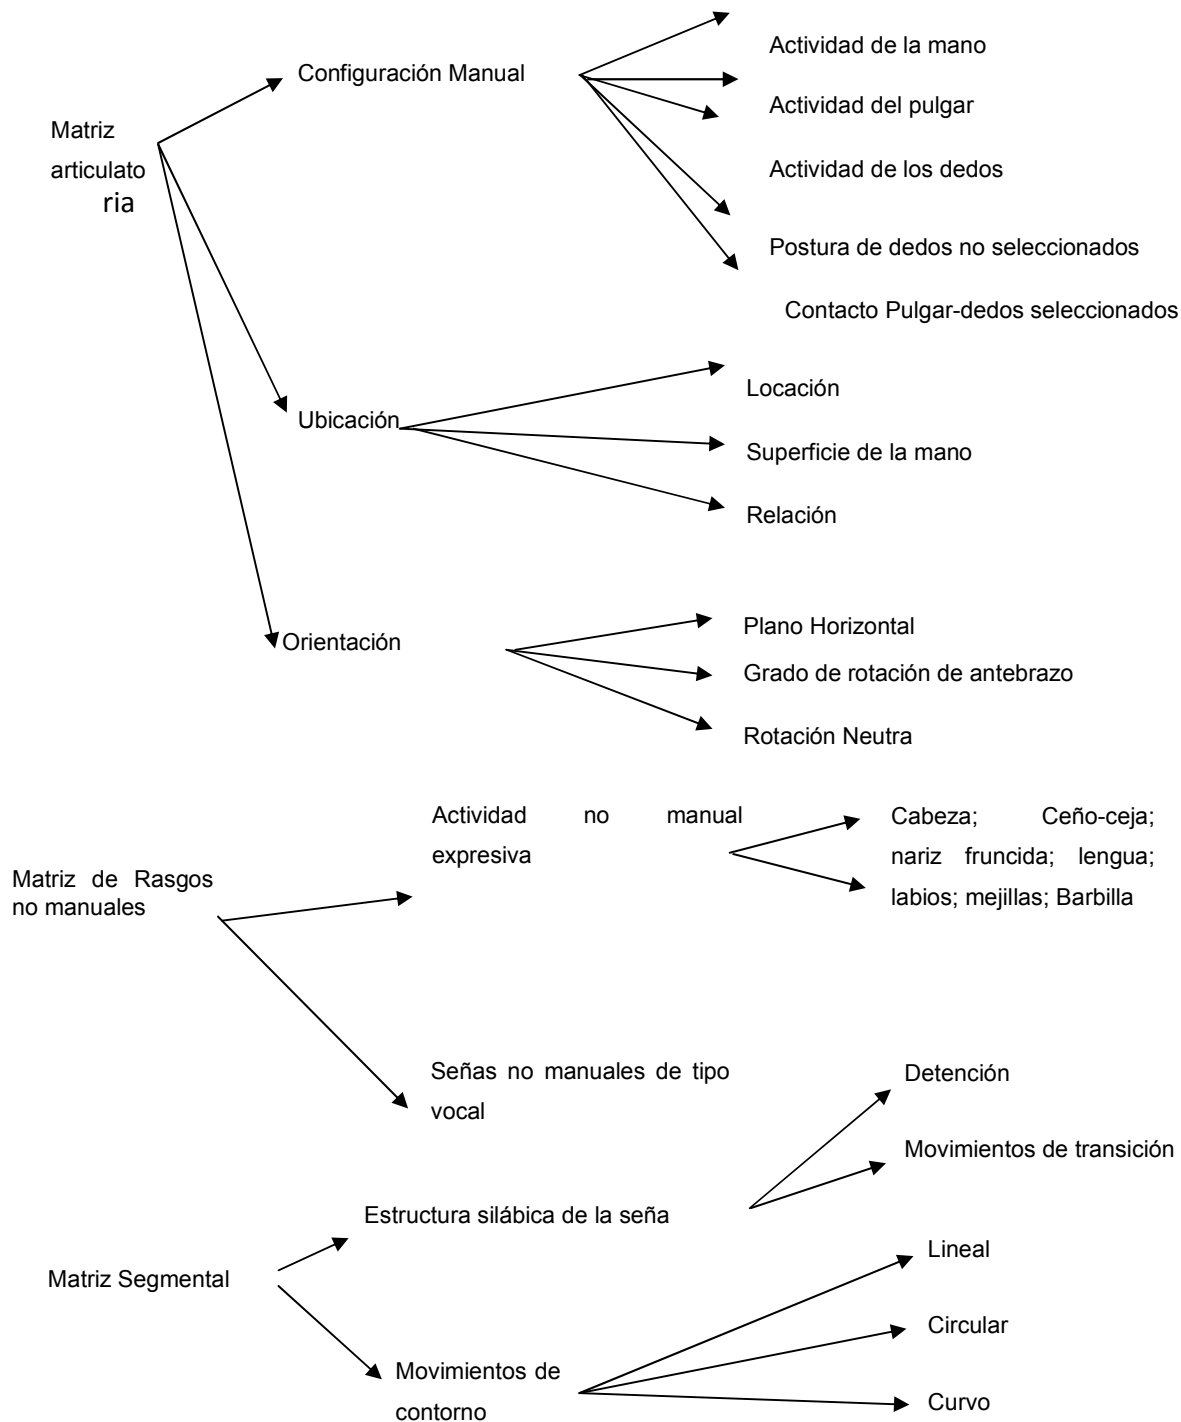 Actividad de la mano
Configuración Manual
Actividad del pulgar
Matriz
articulato
ria
Actividad de los dedos
Postura de dedos no seleccionados
Contacto Pulgar-dedos seleccionados
Locación
Ubicación
Superficie de la mano
Relación
Plano Horizontal
Orientación
Grado de rotación de antebrazo
Rotación Neutra
Actividad no manual
expresiva
Cabeza; Ceño-ceja;
nariz fruncida; lengua;
labios; mejillas; Barbilla
Matriz de Rasgos
no manuales
Señas no manuales de tipo
vocal
Detención
Movimientos de transición
Estructura silábica de la seña
Matriz Segmental
Lineal
Circular
Movimientos de
contorno
Curvo